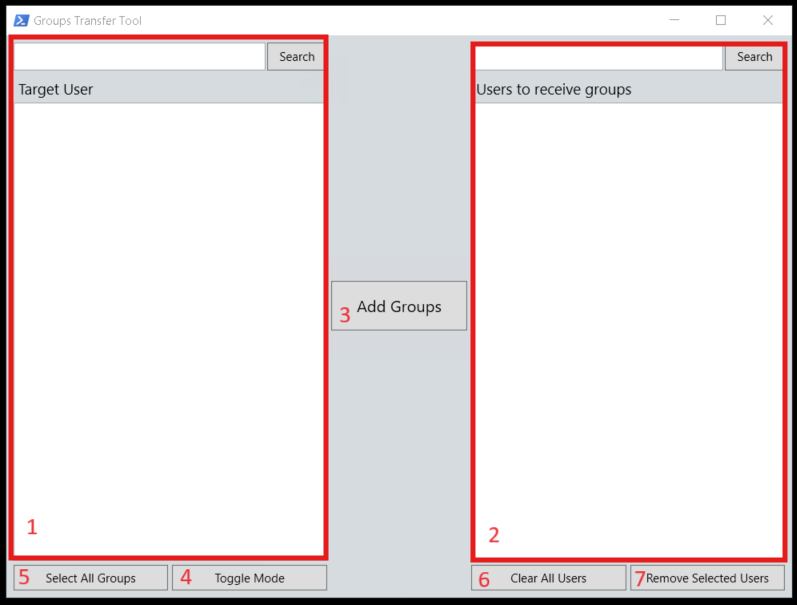 Groups Transfer Tool
Search
Search
Target User
Users to receive groups
3 Add Groups
1
2
5 Select All Groups
4 Toggle Mode
6 Clear All Users
7 Remove Selected Users